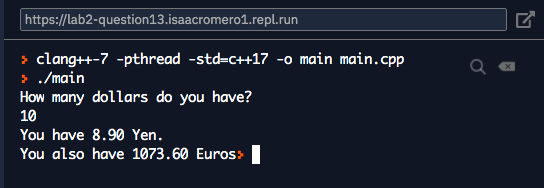 https://lab2-question13.isaacromero1.repl.run
clang++-7 -pthread -std=c++17 -o main main.cpp
./main
How many dollars do you have?
10
You have 8.90 Yen.
You also have 1073.60 Euros